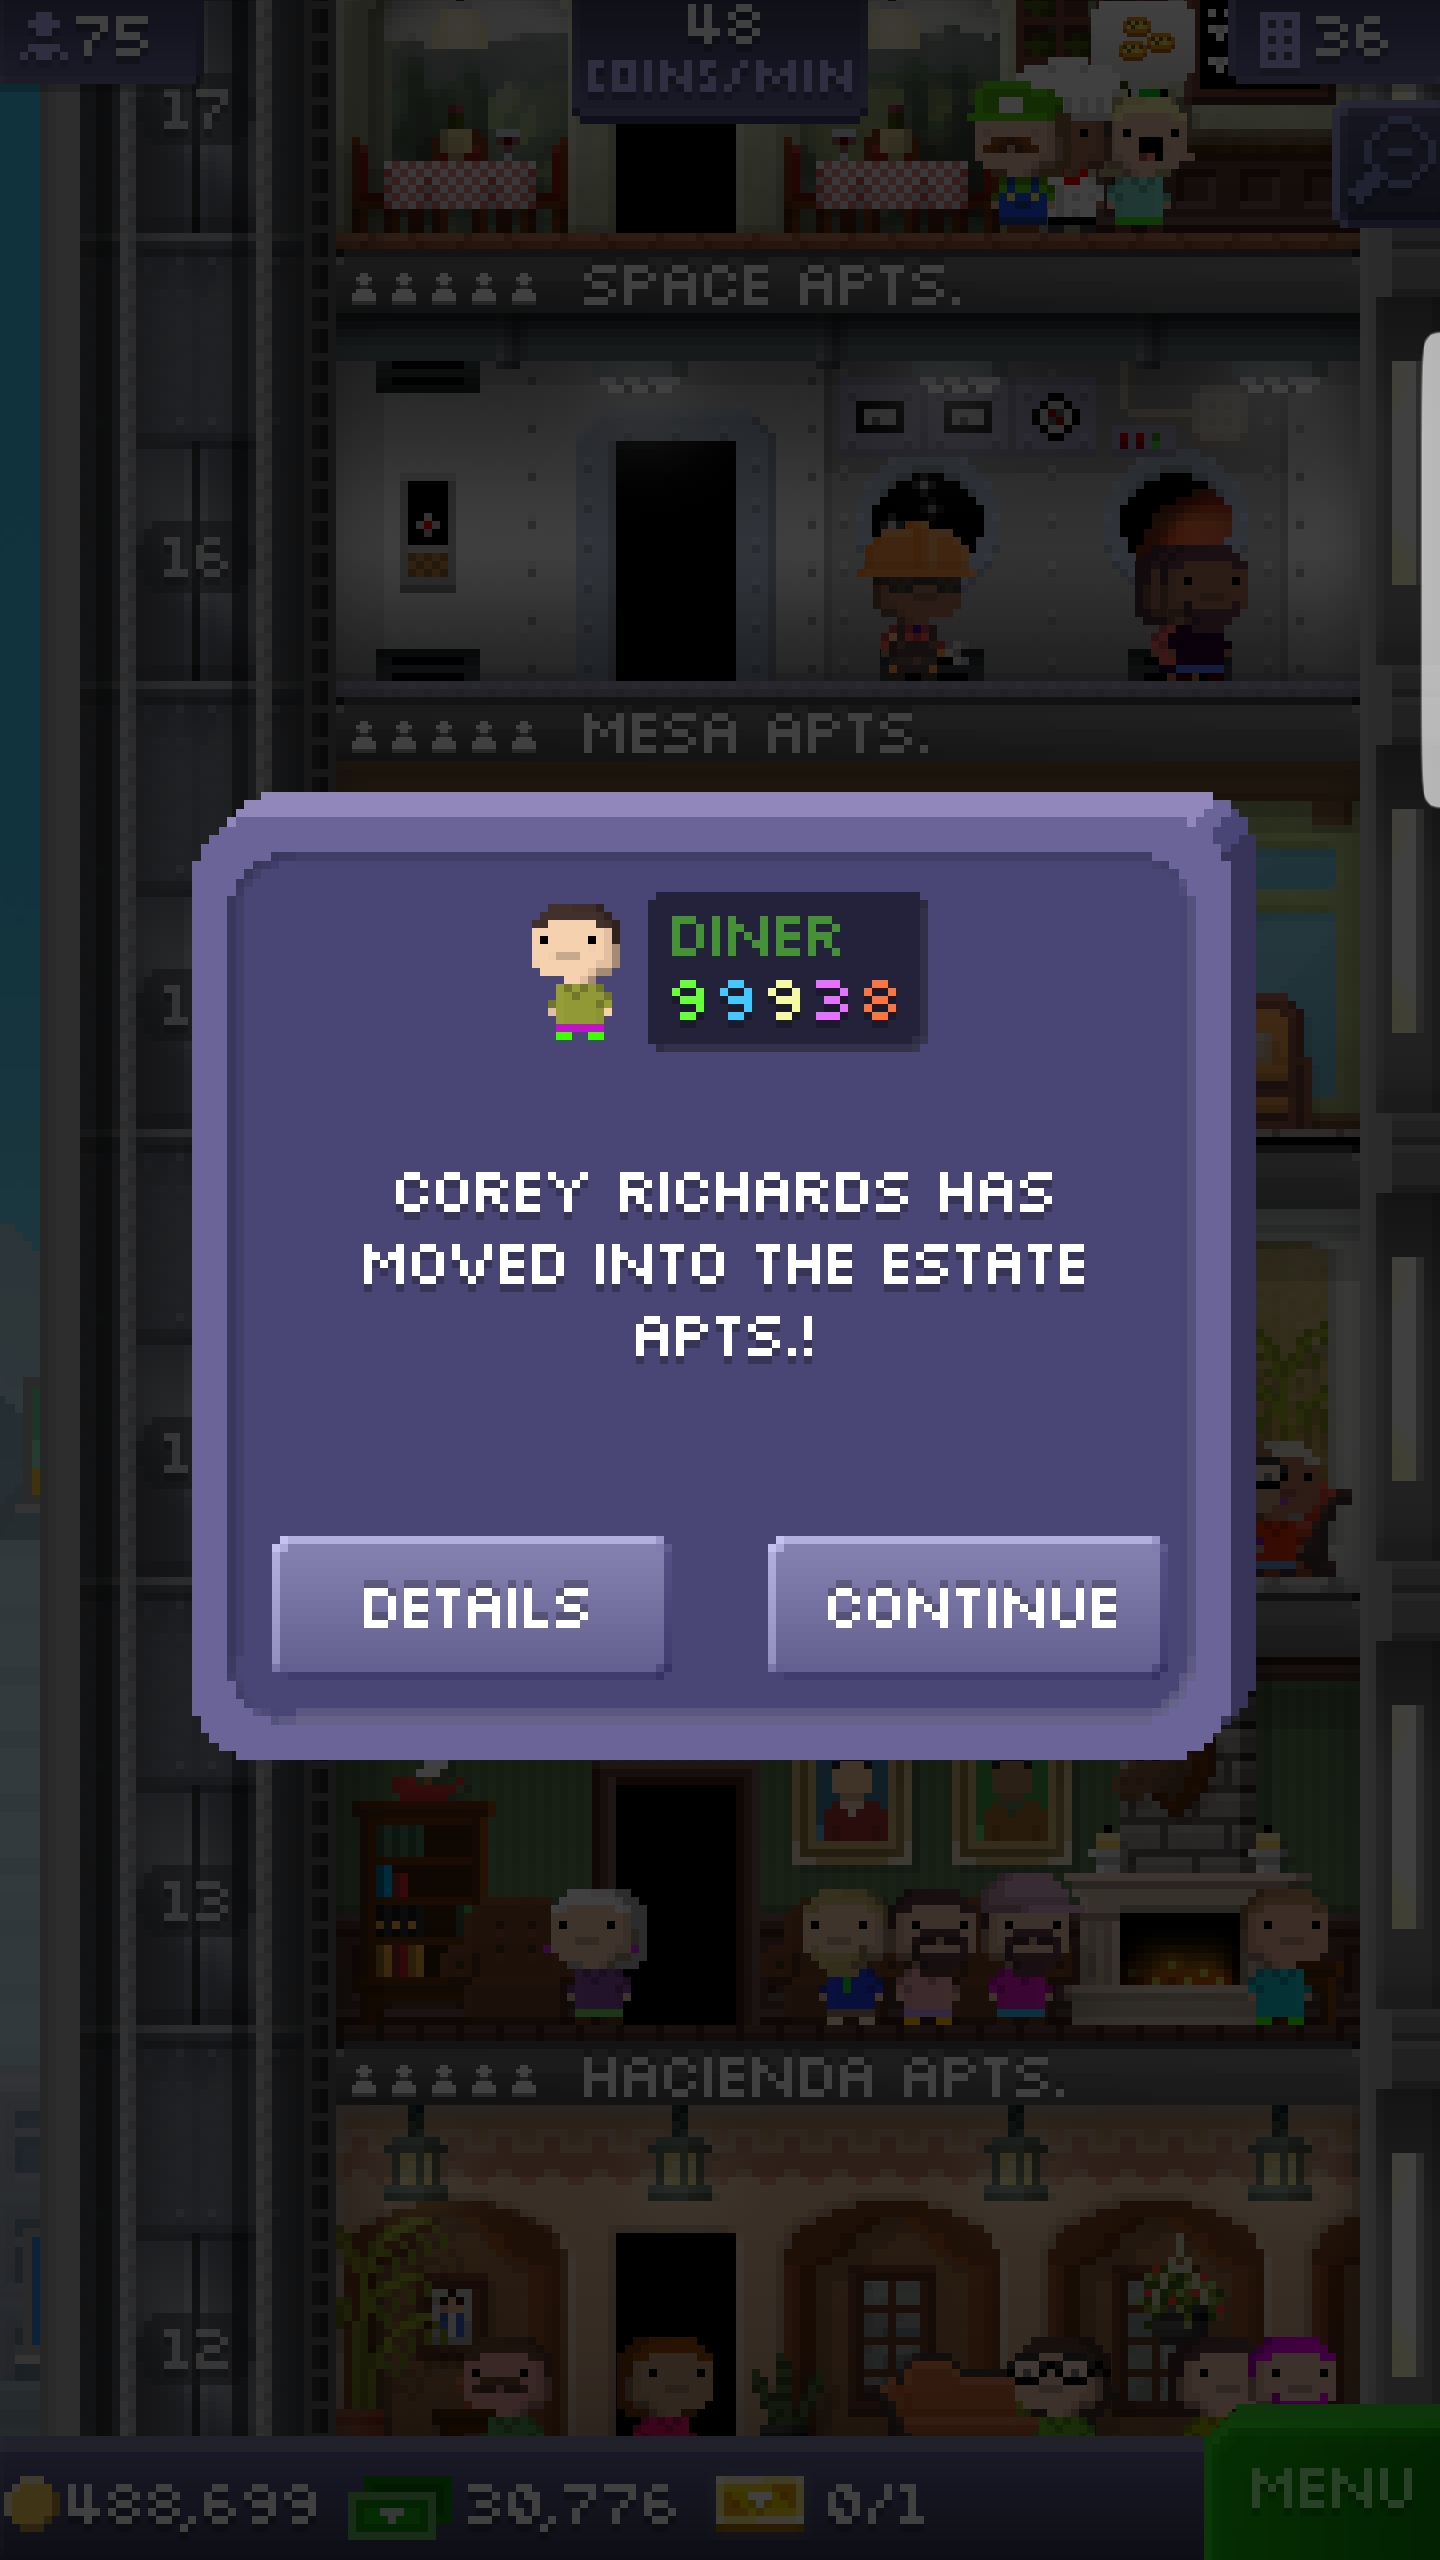 75
48
COINS/MIN
36
17
SPACE APTS.
16
MESA APTS.
DINER
99938
COREY RICHARDS HAS
MOVED INTO THE ESTATE
APTS.!
DETAILS
CONTINUE
13
HACIENDA APTS.
12
488,699
30,776
0/1
MENU